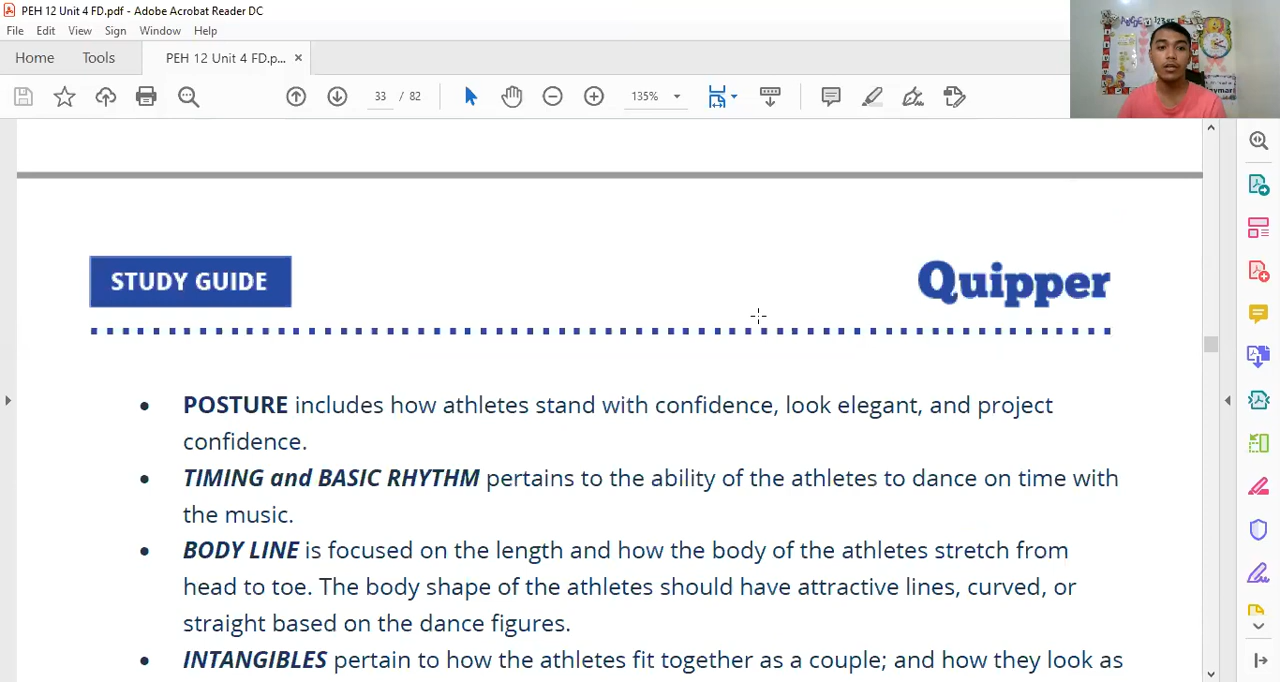 PEH 12 Unit 4 FD.pdf - Adobe Acrobat Reader DC
File Edit View Sign Window Help
Home Tools PEH 12 Unit 4 FD.p... ×
33 / 82 135%
STUDY GUIDE Quipper
• POSTURE includes how athletes stand with confidence, look elegant, and project
confidence.
• TIMING and BASIC RHYTHM pertains to the ability of the athletes to dance on time with
the music.
• BODY LINE is focused on the length and how the body of the athletes stretch from
head to toe. The body shape of the athletes should have attractive lines, curved, or
straight based on the dance figures.
• INTANGIBLES pertain to how the athletes fit together as a couple; and how they look as